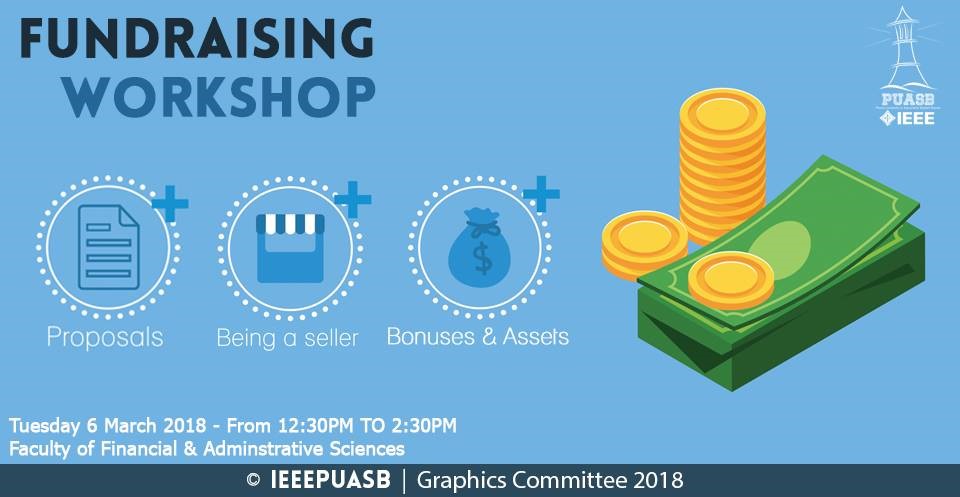 FUNDRAISING
WORKSHOP
PUASB
IEEE
Proposals
Being a seller
$
Bonuses & Assets
Tuesday 6 March 2018 - From 12:30PM TO 2:30PM
Faculty of Financial & Adminstrative Sciences
© IEEEPUASB | Graphics Committee 2018